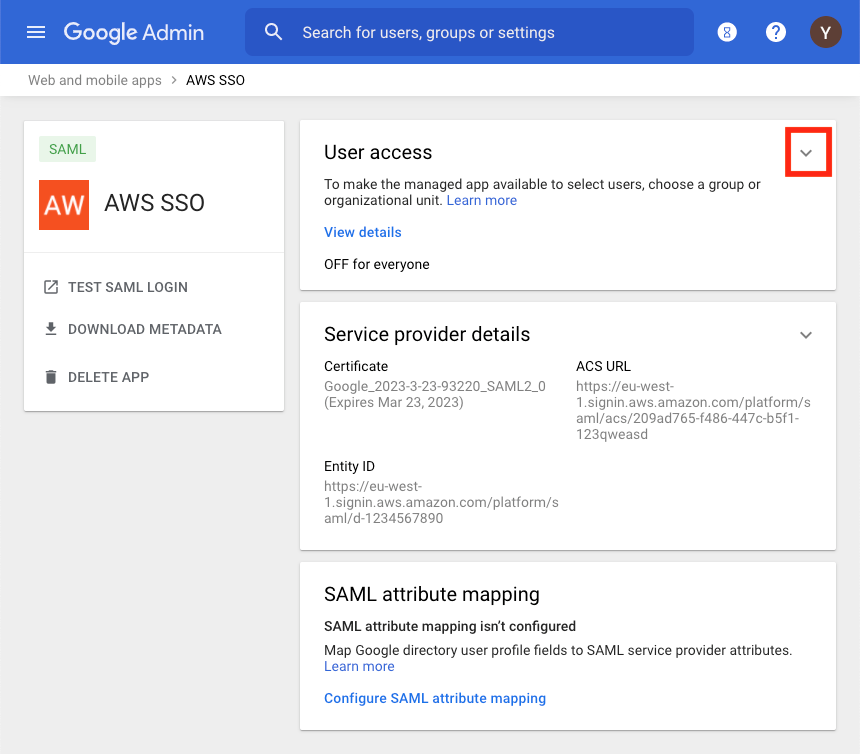 Google Admin
Search for users, groups or settings
8
?
Y
Web and mobile apps > AWS SSO
SAML
AW
AWS SSO
TEST SAML LOGIN
DOWNLOAD METADATA
DELETE APP
User access
To make the managed app available to select users, choose a group or
organizational unit. Learn more
View details
OFF for everyone
Service provider details
Certificate
Google_2023-3-23-93220_SAML2_0
(Expires Mar 23, 2023)
ACS URL
https://eu-west-
1.signin.aws.amazon.com/platform/s
aml/acs/209ad765-f486-447c-b5f1-
123qweasd
Entity ID
https://eu-west-
1.signin.aws.amazon.com/platform/s
aml/d-1234567890
SAML attribute mapping
SAML attribute mapping isn’t configured
Map Google directory user profile fields to SAML service provider attributes.
Learn more
Configure SAML attribute mapping